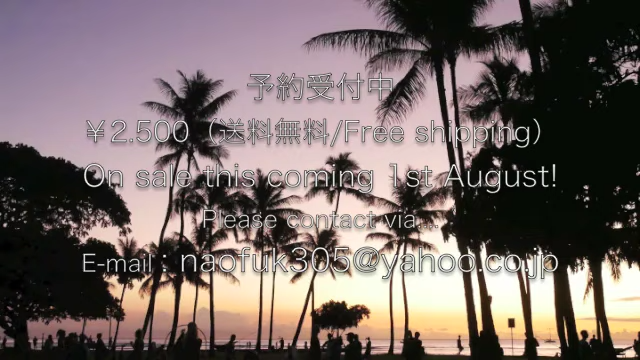 予約受付中
￥2.500（送料無料/Free shipping）
On sale this coming 1st August!
Please contact via...
E-mail : naofuk305@yahoo.co.jp